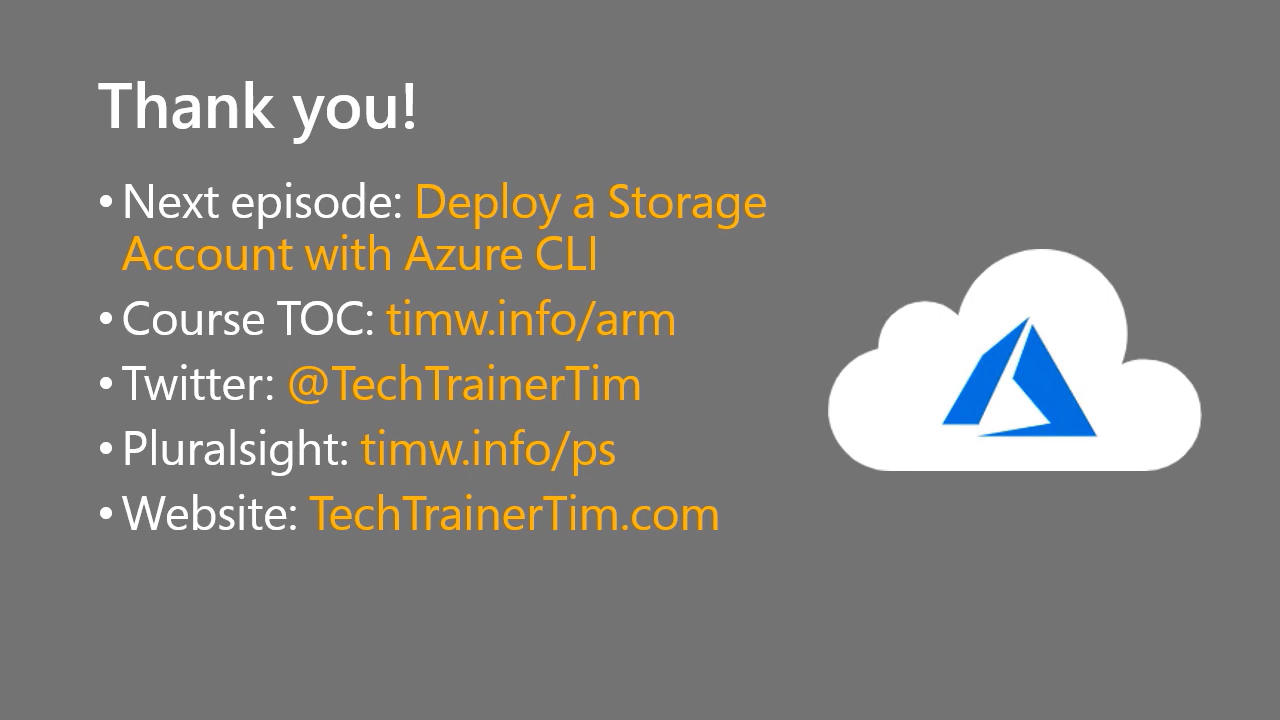 Thank you!
• Next episode: Deploy a Storage
Account with Azure CLI
• Course TOC: timw.info/arm
• Twitter: @TechTrainerTim
• Pluralsight: timw.info/ps
• Website: TechTrainerTim.com